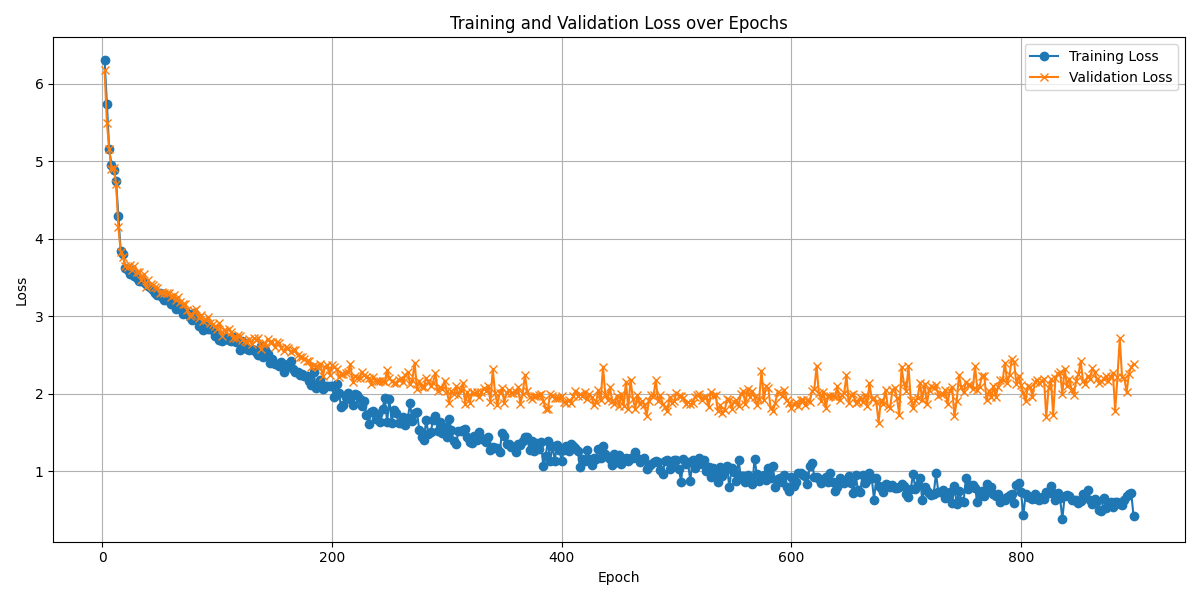 Training and Validation Loss over Epochs
Training Loss
Validation Loss
6
5
4
3
2
1
Loss
0 200 400 600 800
Epoch